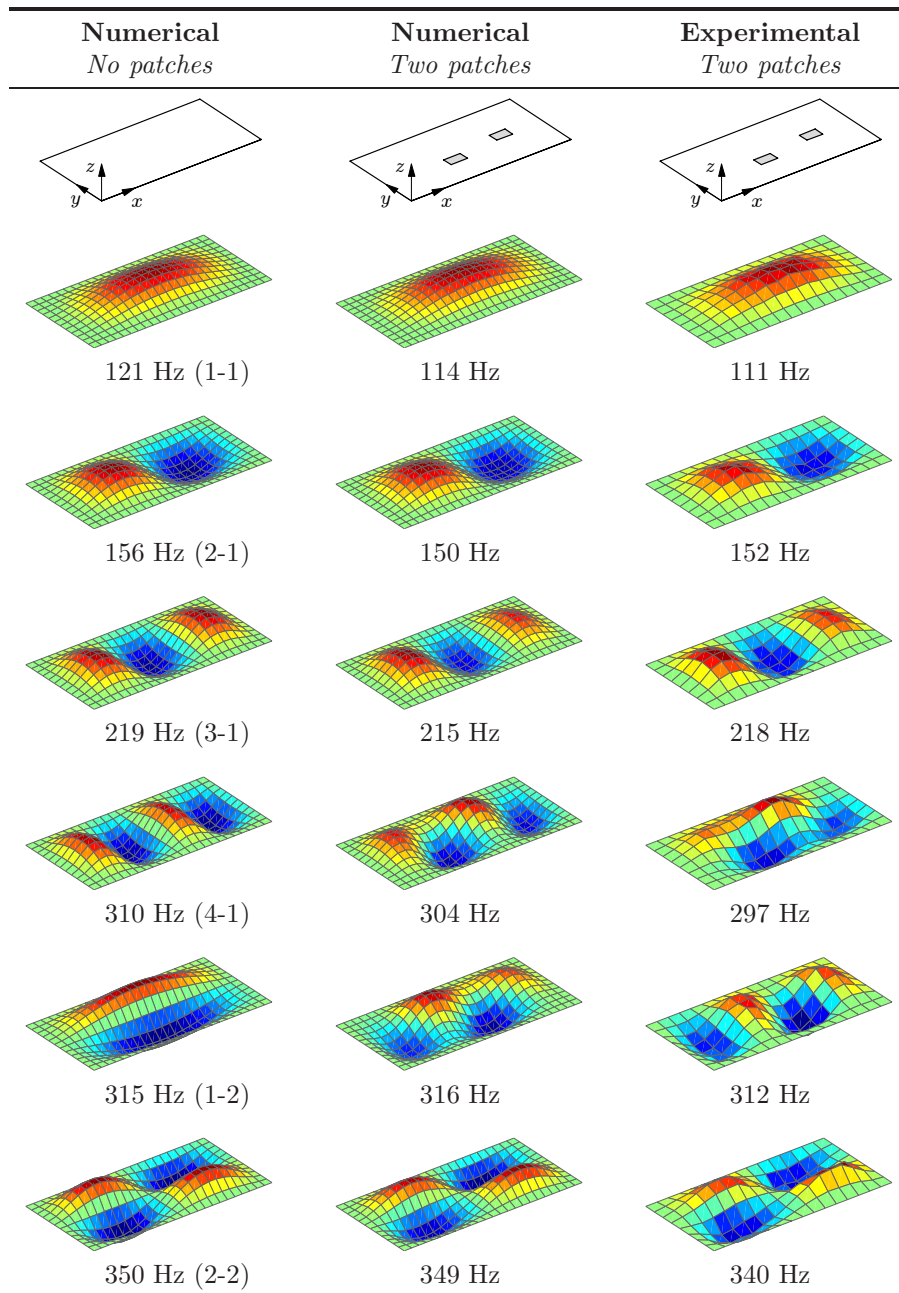 Numerical Numerical Experimental
No patches Two patches Two patches
z z z
y x y x y x
121 Hz (1-1) 114 Hz 111 Hz
156 Hz (2-1) 150 Hz 152 Hz
219 Hz (3-1) 215 Hz 218 Hz
310 Hz (4-1) 304 Hz 297 Hz
315 Hz (1-2) 316 Hz 312 Hz
350 Hz (2-2) 349 Hz 340 Hz